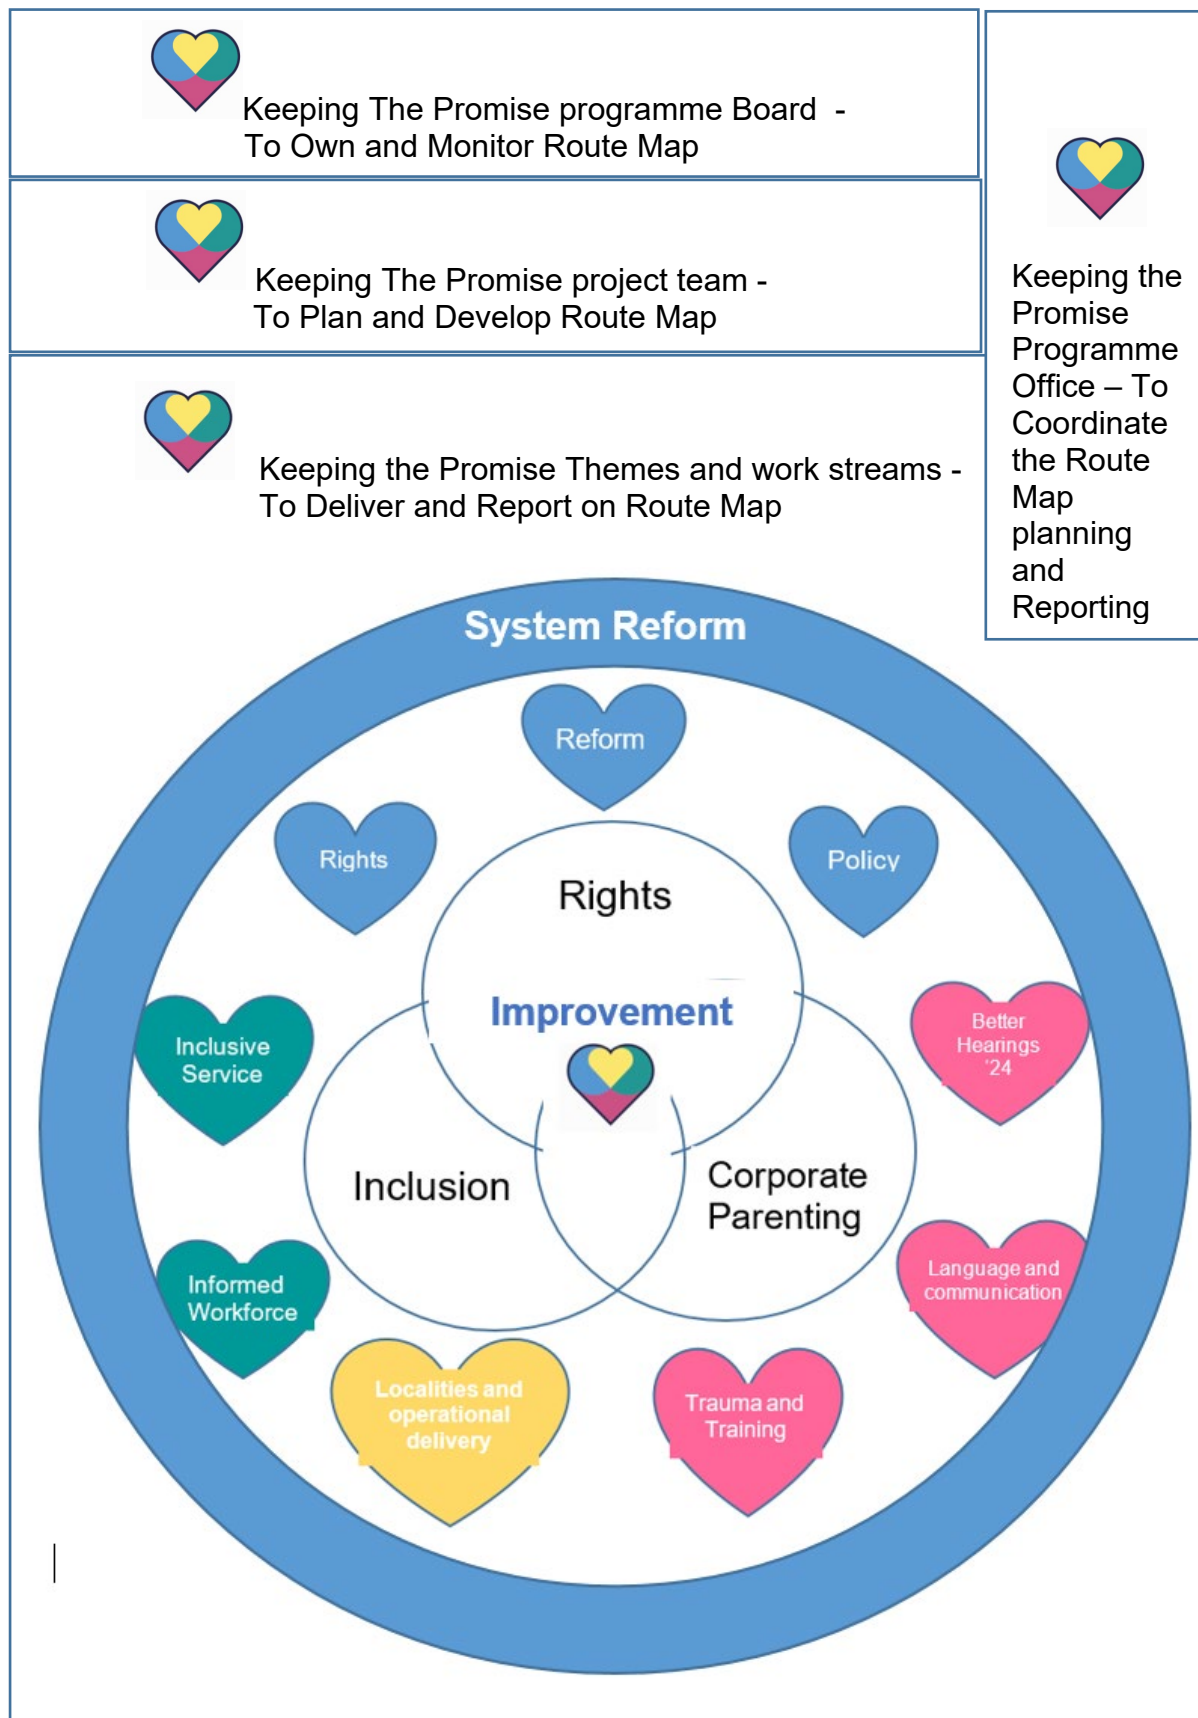 Keeping The Promise programme Board -
To Own and Monitor Route Map
Keeping The Promise project team -
To Plan and Develop Route Map
Keeping the Promise Themes and work streams -
To Deliver and Report on Route Map
Keeping the
Promise
Programme
Office – To
Coordinate
the Route
Map
planning
and
Reporting
System Reform
Reform
Rights
Policy
Rights
Improvement
Inclusive
Service
Better
Hearings
'24
Inclusion
Corporate
Parenting
Informed
Workforce
Language and
communication
Localities and
operational
delivery
Trauma and
Training